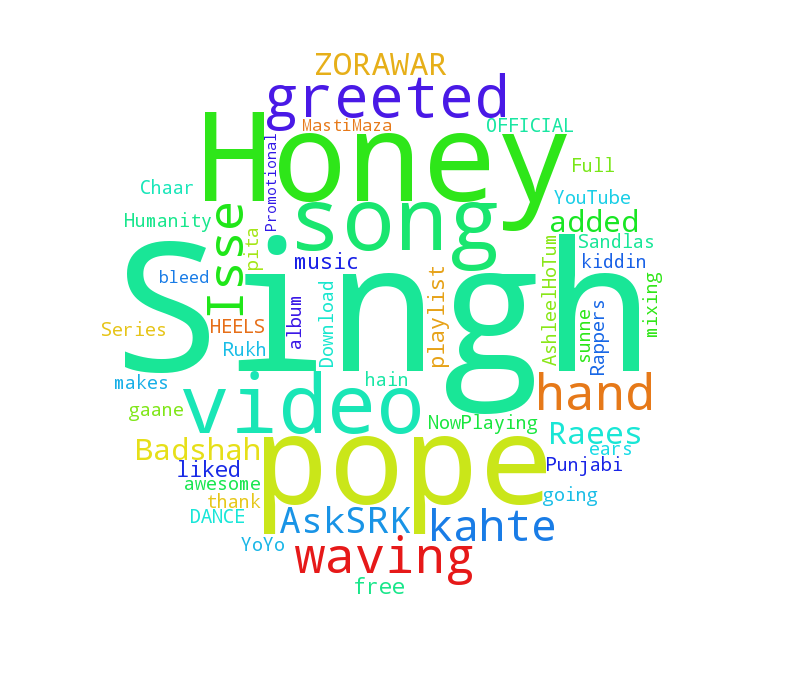 ZORAWAR
greeted
MastiMaza
OFFICIAL
Honey
Promotional
Full
Chaar
YouTube
Humanity
Isse
song
added
pita
Sandlas
music
kiddin
bleed
Singh
playlist
AshleelHoTum
mixing
Download
album
sunne
Rappers
Series
HEELS
Rukh
makes
hain
video
hand
gaane
NowPlaying
Raees
Badshah
pope
ears
liked
Punjabi
awesome
thank
going
DANCE
AskSRK
kahte
YoYo
waving
free